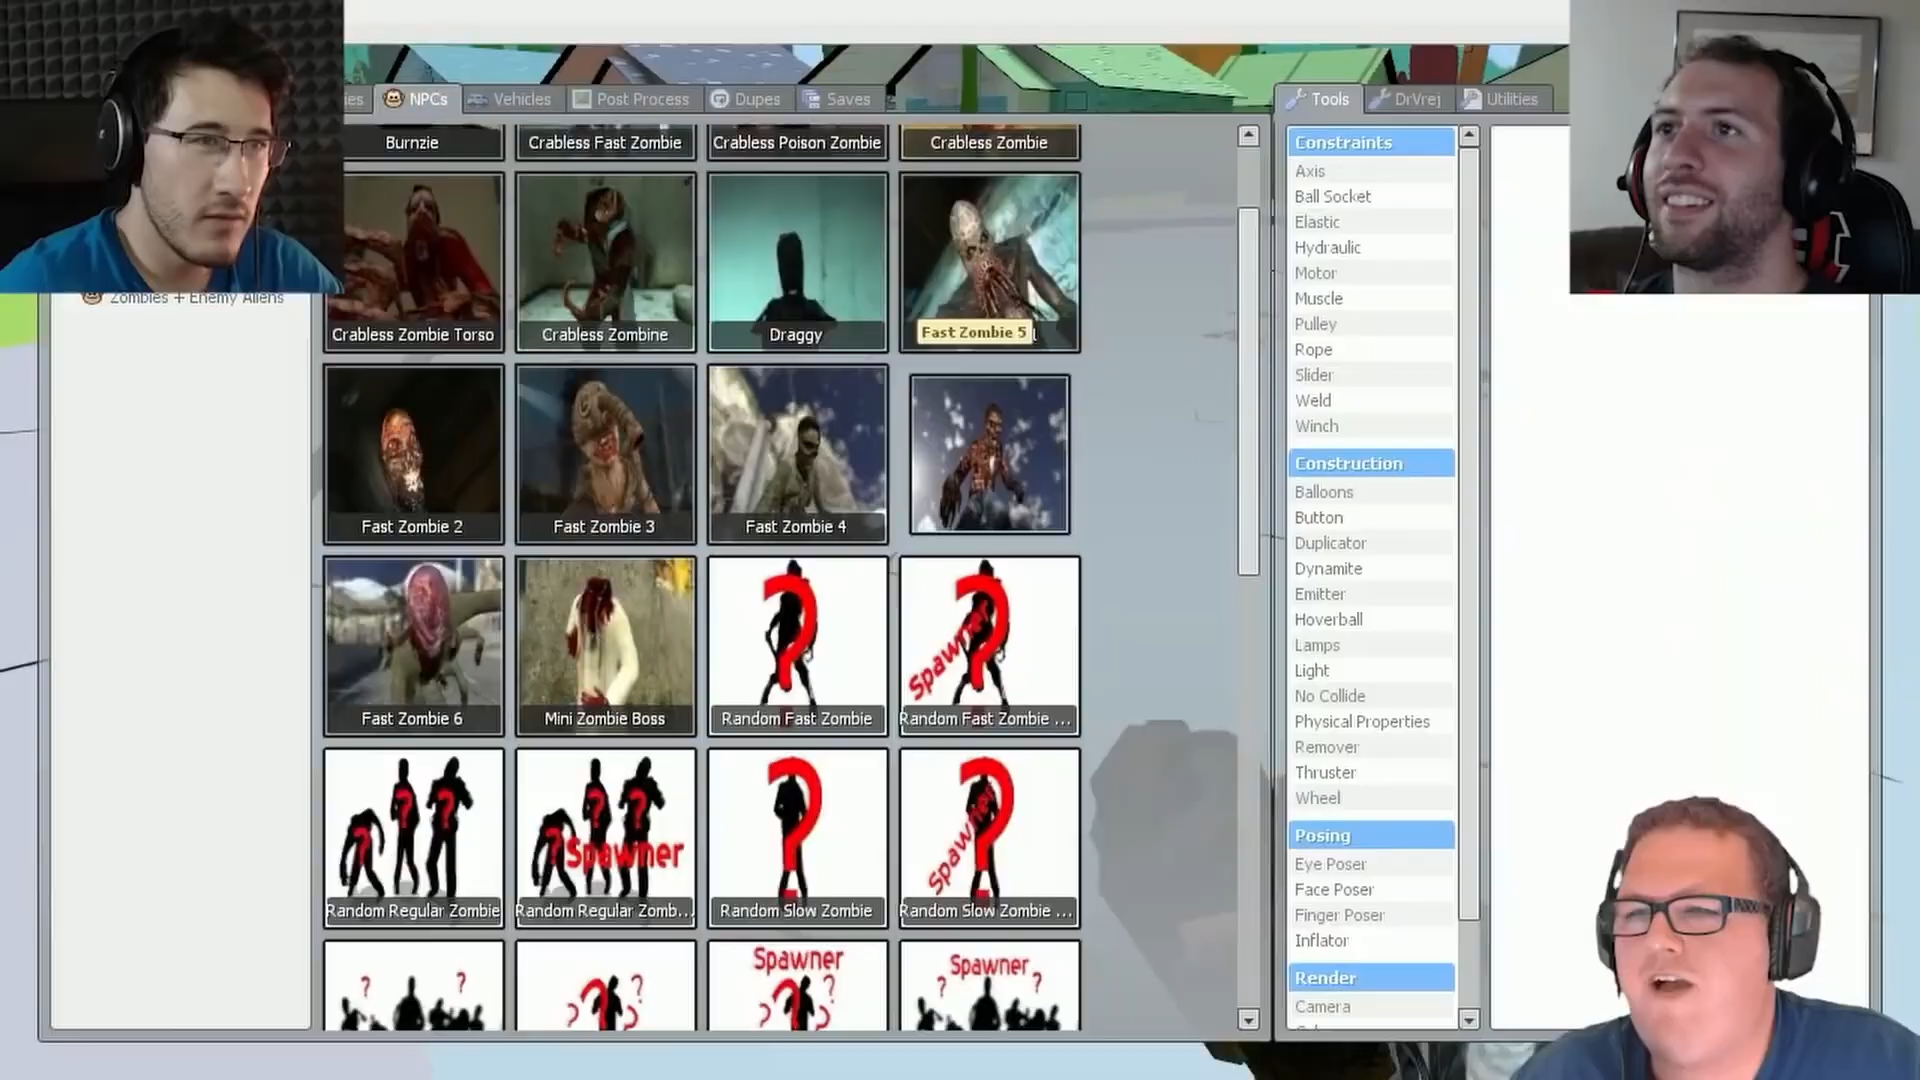 ies NPCs Vehicles Post Process Dupes Saves
Tools DrVrej Utilities
Zombies + Enemy Aliens
Burnzie Crabless Fast Zombie Crabless Poison Zombie Crabless Zombie
Crabless Zombie Torso Crabless Zombine Draggy Fast Zombie 5
Fast Zombie 2 Fast Zombie 3 Fast Zombie 4
Fast Zombie 6 Mini Zombie Boss Random Fast Zombie Random Fast Zombie ...
Spawner
Random Regular Zombie Random Regular Zomb... Random Slow Zombie Random Slow Zombie ...
Spawner
Spawner
Spawner
Spawner
Constraints
Axis
Ball Socket
Elastic
Hydraulic
Motor
Muscle
Pulley
Rope
Slider
Weld
Winch
Construction
Balloons
Button
Duplicator
Dynamite
Emitter
Hoverball
Lamps
Light
No Collide
Physical Properties
Remover
Thruster
Wheel
Posing
Eye Poser
Face Poser
Finger Poser
Inflator
Render
Camera